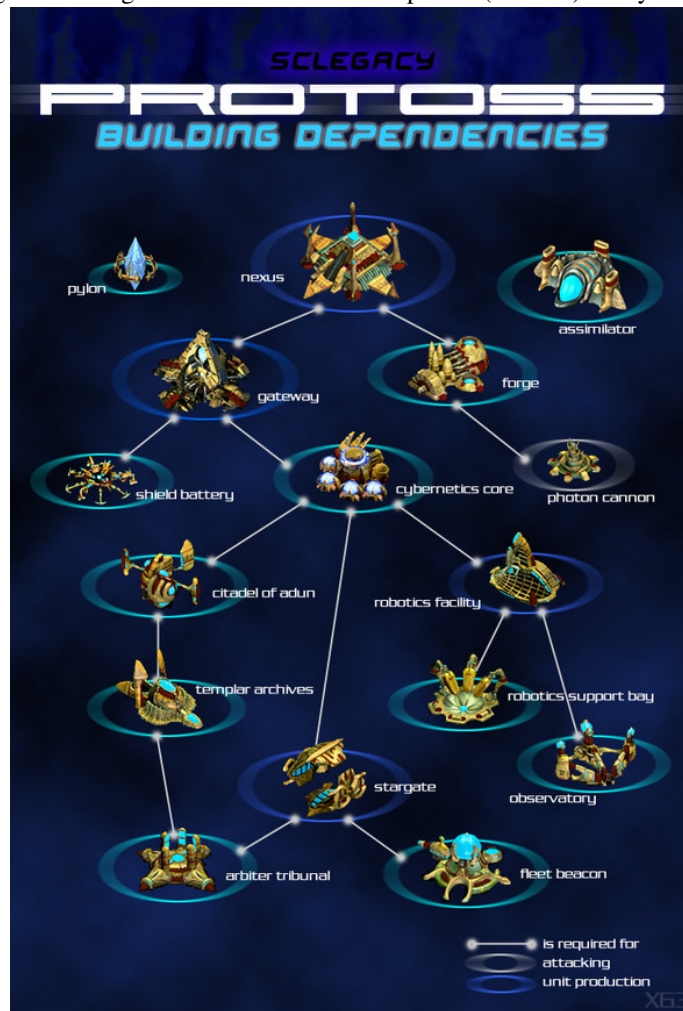 SCLEGACY
PROTOSS
BUILDING DEPENDENCIES
pylon
nexus
assimilator
gateway
forge
shield battery
cybernetics core
photon cannon
citadel of adun
robotics facility
templar archives
robotics support bay
stargate
observatory
arbiter tribunal
fleet beacon
is required for
attacking
unit production